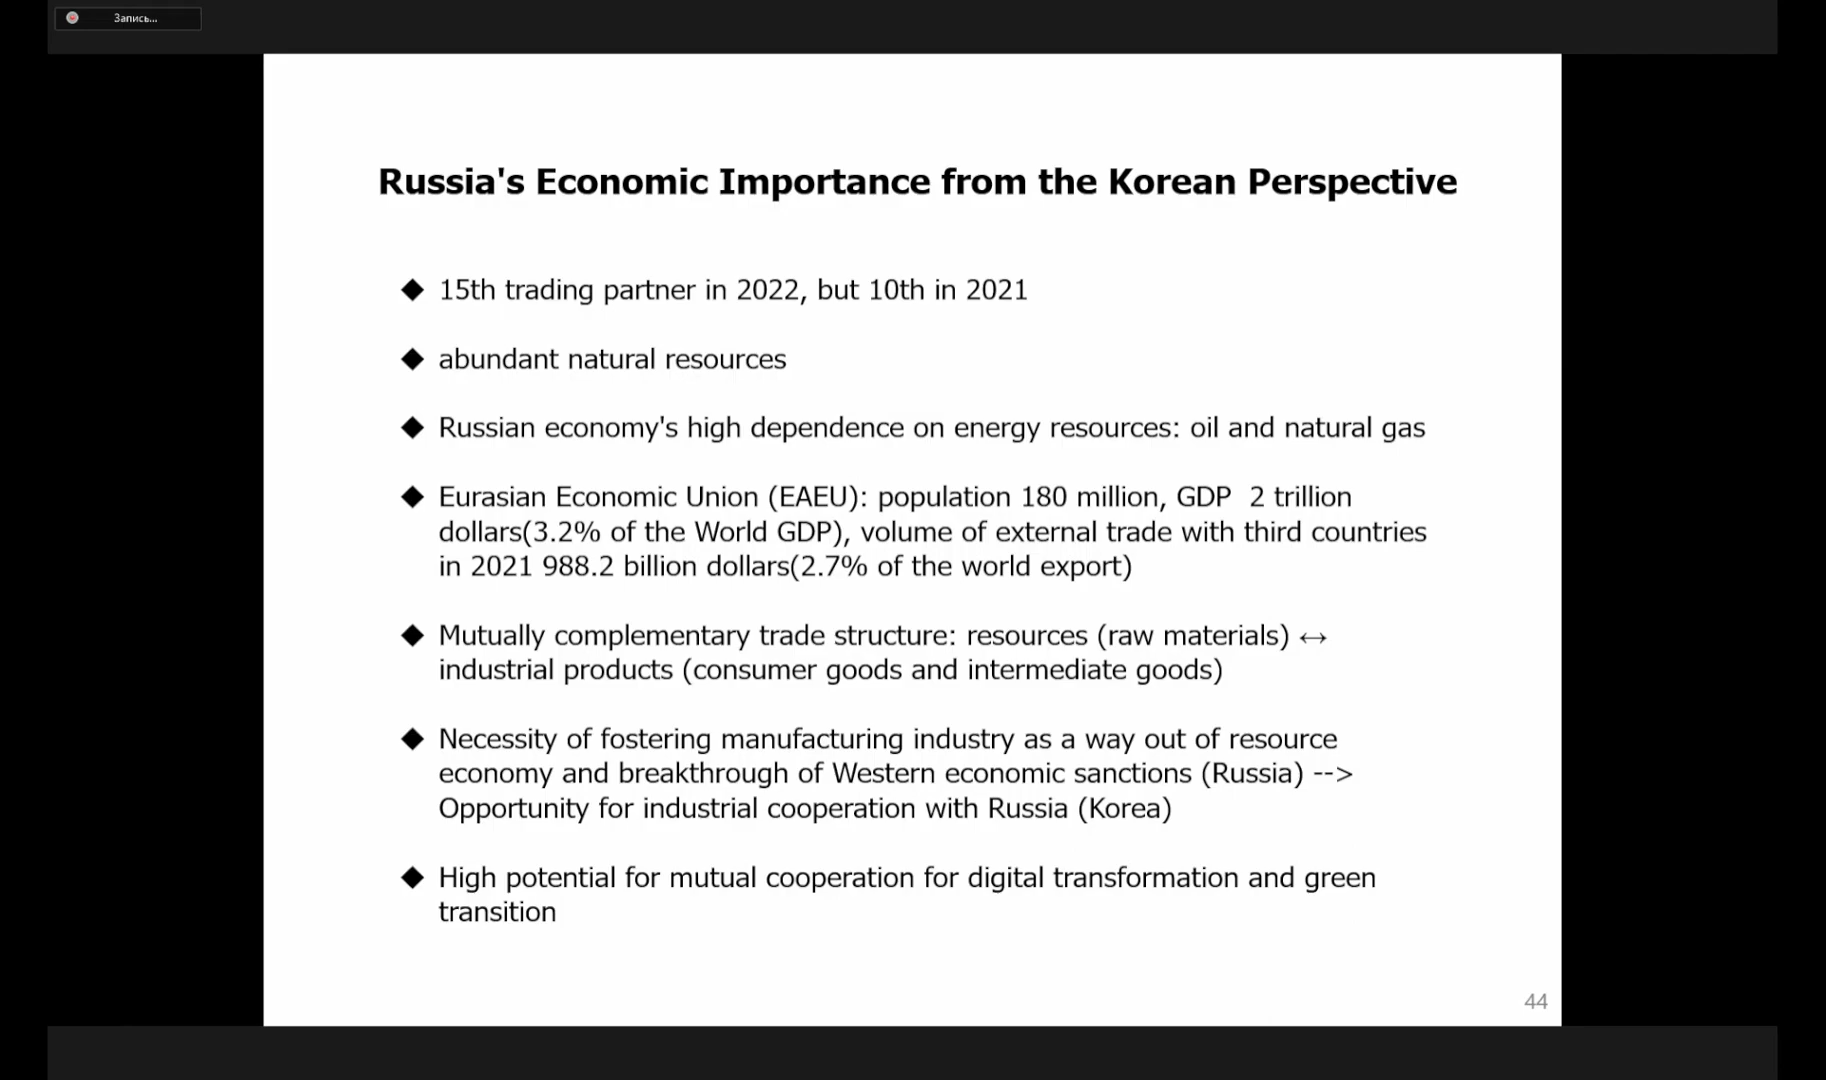 Запись...
Russia's Economic Importance from the Korean Perspective
◆ 15th trading partner in 2022, but 10th in 2021
◆ abundant natural resources
◆ Russian economy's high dependence on energy resources: oil and natural gas
◆ Eurasian Economic Union (EAEU): population 180 million, GDP  2 trillion
dollars(3.2% of the World GDP), volume of external trade with third countries
in 2021 988.2 billion dollars(2.7% of the world export)
◆ Mutually complementary trade structure: resources (raw materials) ↔
industrial products (consumer goods and intermediate goods)
◆ Necessity of fostering manufacturing industry as a way out of resource
economy and breakthrough of Western economic sanctions (Russia) -->
Opportunity for industrial cooperation with Russia (Korea)
◆ High potential for mutual cooperation for digital transformation and green
transition
44